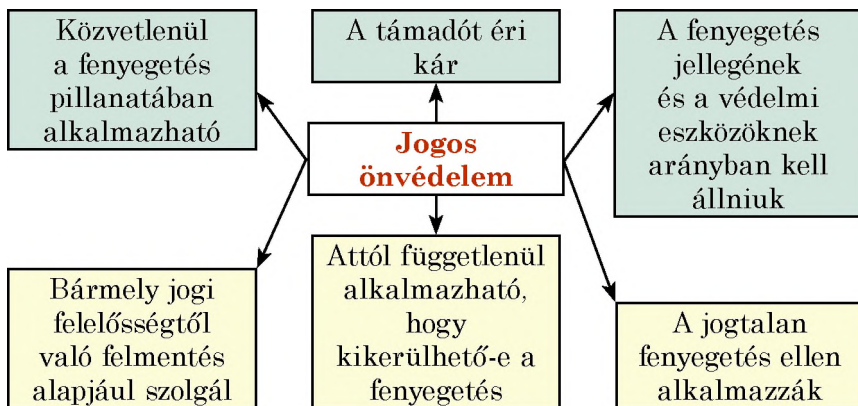 Közvetlenül
a fenyegetés
pillanatában
alkalmazható
A támadót éri
kár
A fenyegetés
jellegének
és a védelmi
eszközöknek
arányban kell
állniuk
Jogos
önvédelem
Bármely jogi
felelősségtől
való felmentés
alapjául szolgál
Attól függetlenül
alkalmazható,
hogy
kikerülhető-e a
fenyegetés
A jogtalan
fenyegetés ellen
alkalmazzák